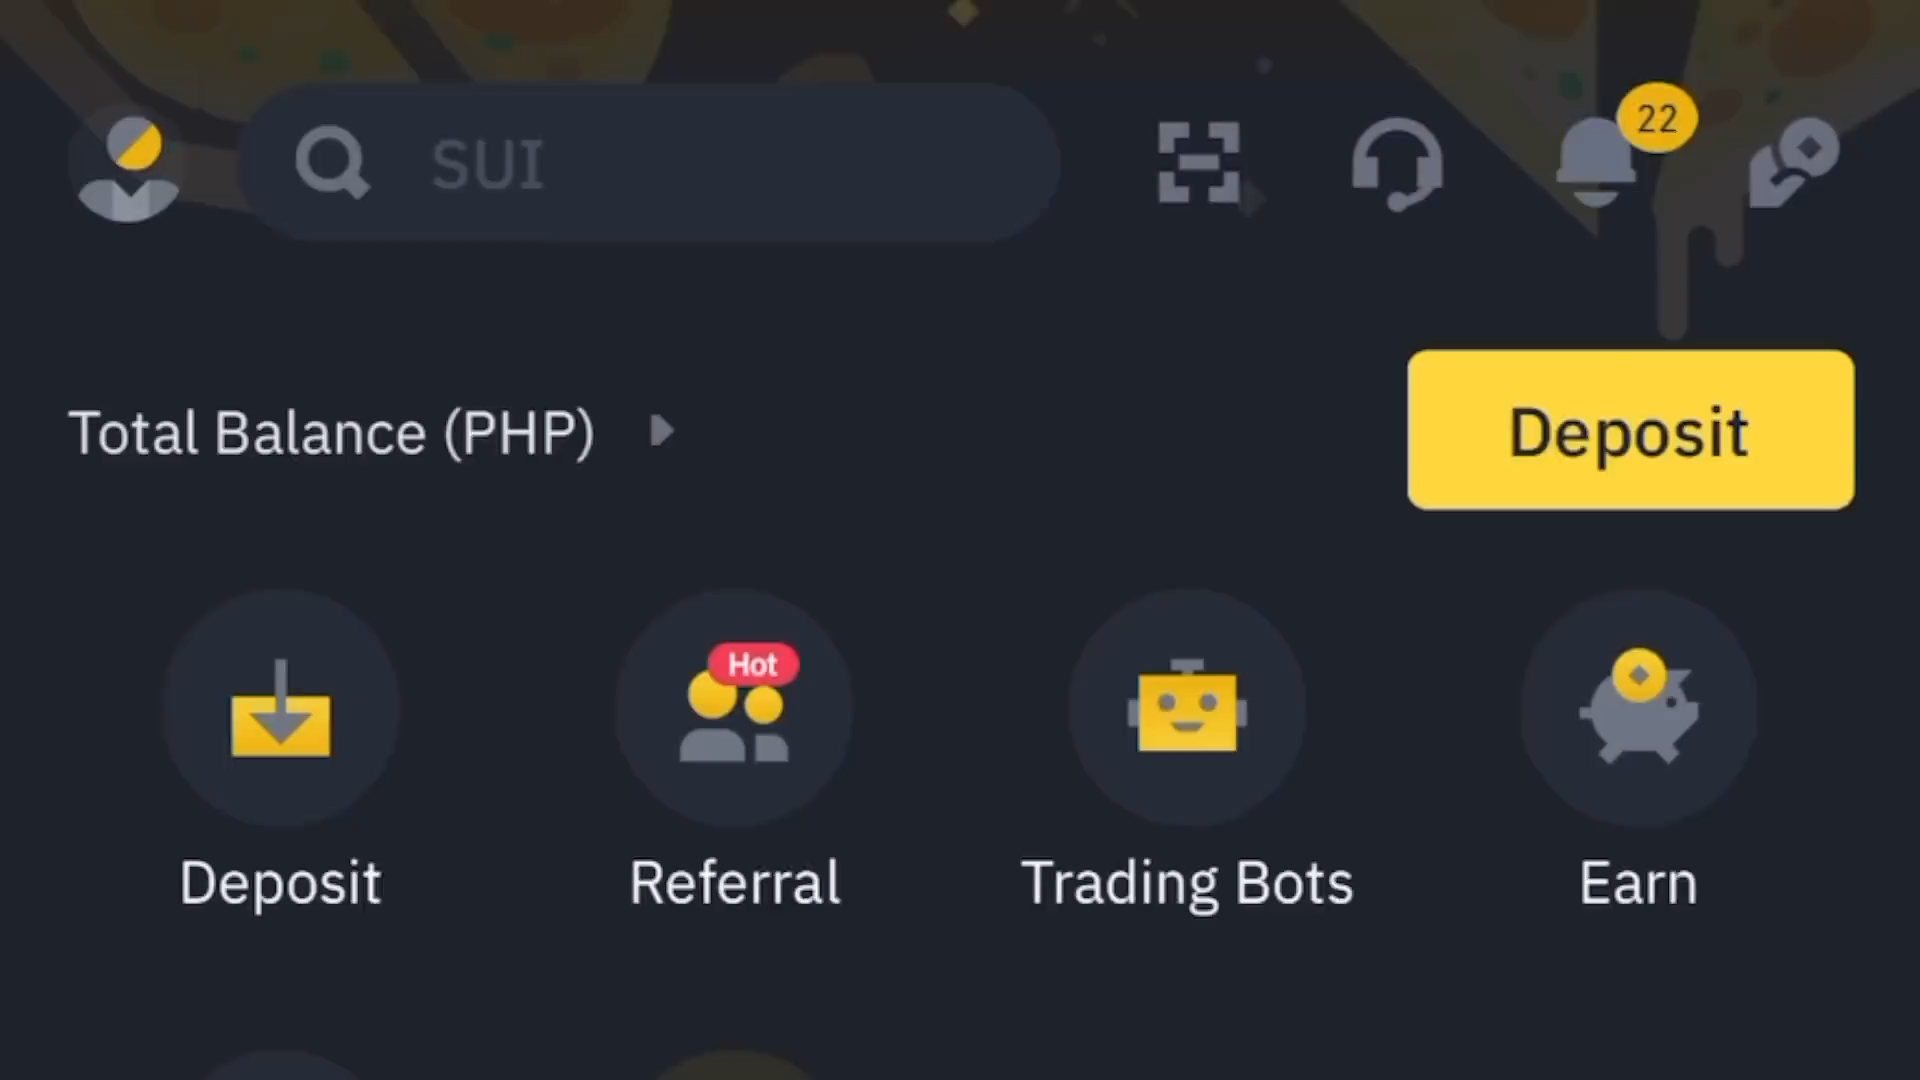 SUI
22
Total Balance (PHP)
Deposit
Hot
Deposit
Referral
Trading Bots
Earn